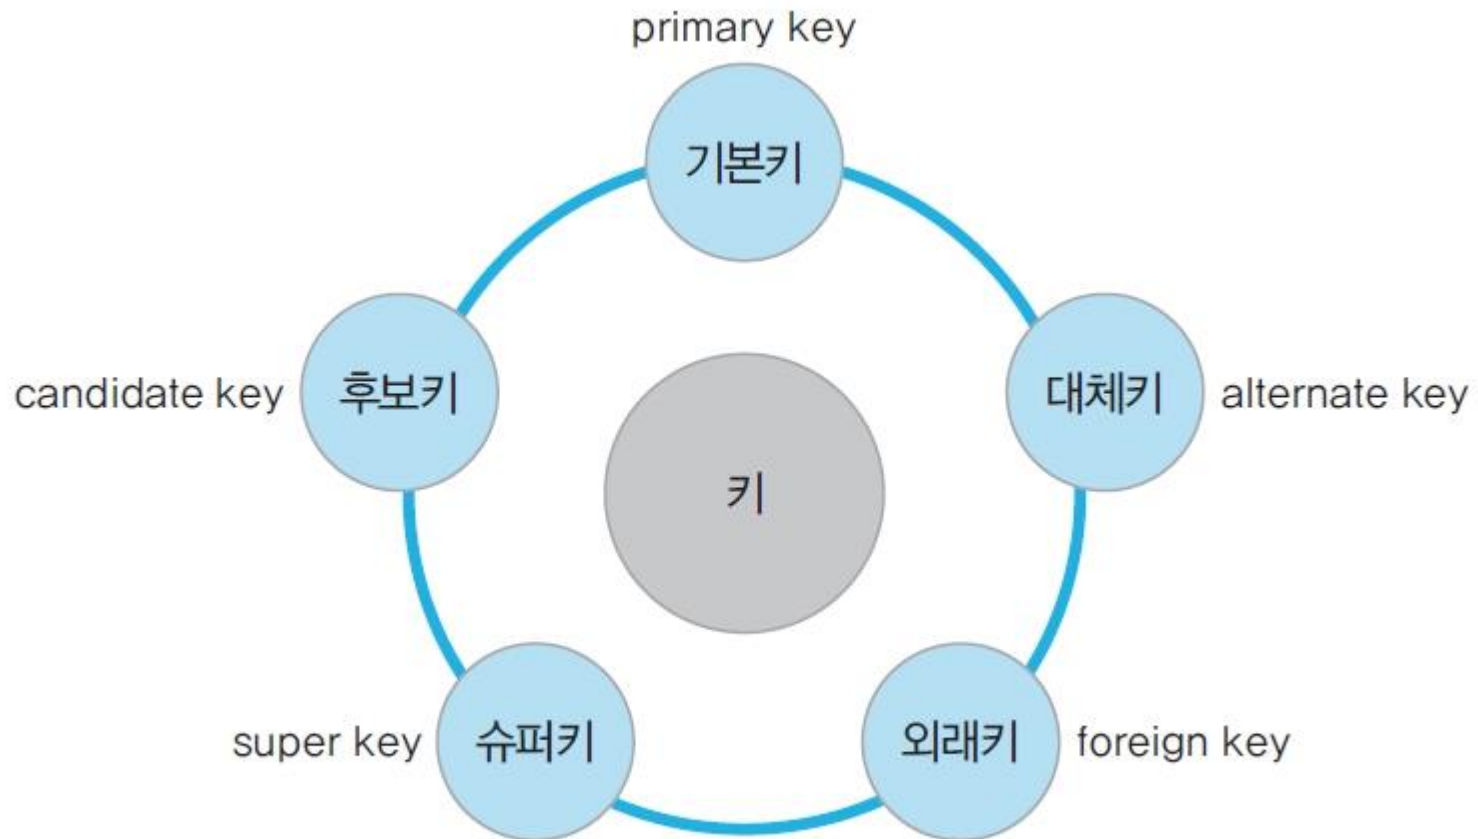 primary key
기본키
candidate key
후보키
대체키
alternate key
키
super key
슈퍼키
외래키
foreign key